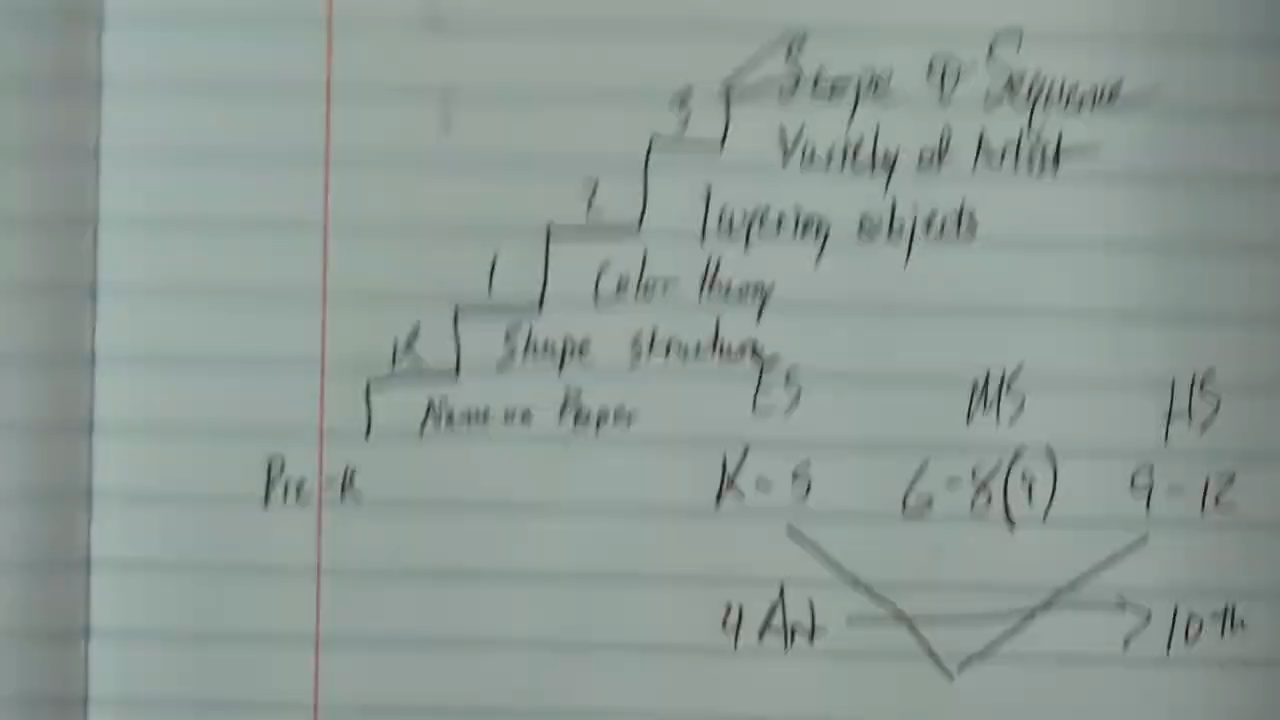 Scope & Sequence
3
Variety of Artist
2
layering objects
1
Color theory
K
Shape structure
Name on Paper
ES MS HS
Pre-K
K-5 6-8(9) 9-12
4 Art 10th